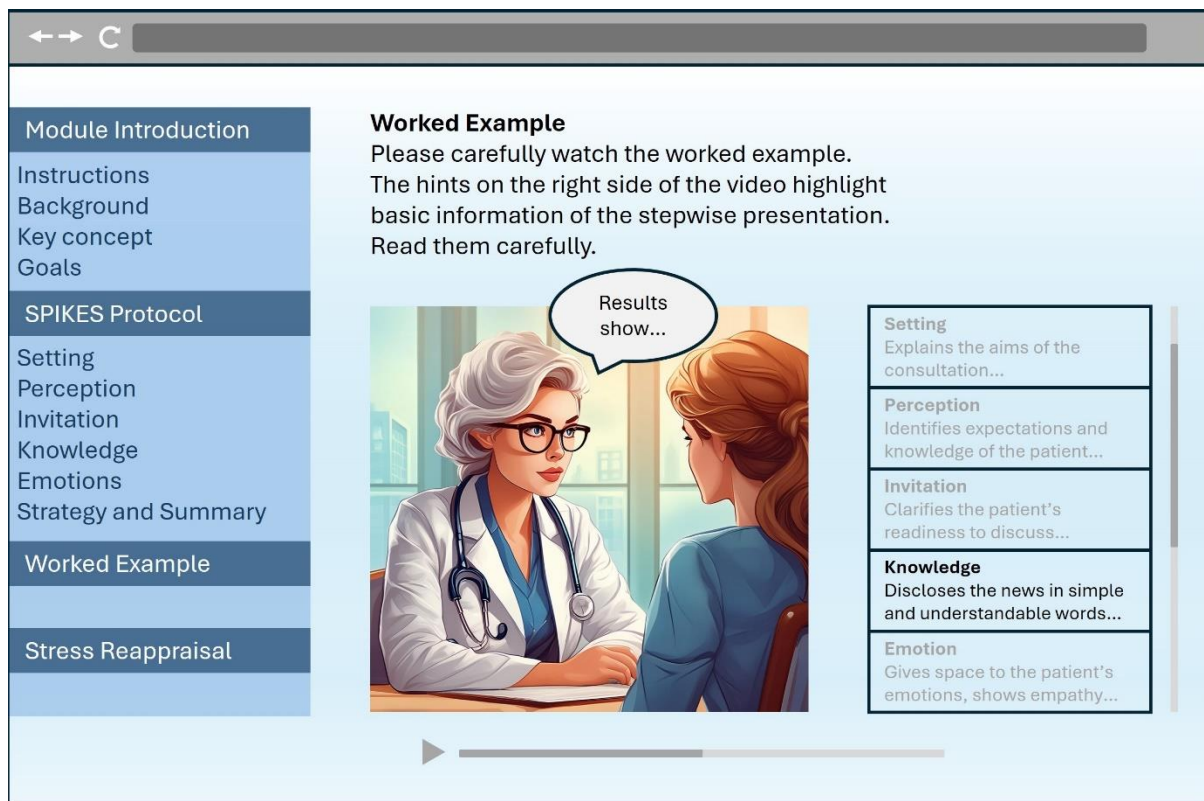 Module Introduction
Instructions
Background
Key concept
Goals
SPIKES Protocol
Setting
Perception
Invitation
Knowledge
Emotions
Strategy and Summary
Worked Example
Stress Reappraisal
Worked Example
Please carefully watch the worked example.
The hints on the right side of the video highlight
basic information of the stepwise presentation.
Read them carefully.
Results
show...
Setting
Explains the aims of the
consultation...
Perception
Identifies expectations and
knowledge of the patient...
Invitation
Clarifies the patient's
readiness to discuss...
Knowledge
Discloses the news in simple
and understandable words...
Emotion
Gives space to the patient's
emotions, shows empathy...